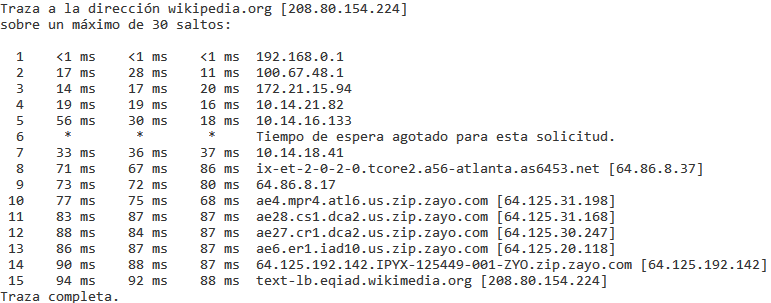 Traza a la dirección wikipedia.org [208.80.154.224]
sobre un máximo de 30 saltos:
1 <1 ms <1 ms <1 ms 192.168.0.1
2 17 ms 28 ms 11 ms 100.67.48.1
3 14 ms 17 ms 20 ms 172.21.15.94
4 19 ms 19 ms 16 ms 10.14.21.82
5 56 ms 30 ms 18 ms 10.14.16.133
6 * * * Tiempo de espera agotado para esta solicitud.
7 33 ms 36 ms 37 ms 10.14.18.41
8 71 ms 67 ms 86 ms ix-et-2-0-2-0.tcore2.a56-atlanta.as6453.net [64.86.8.37]
9 73 ms 72 ms 80 ms 64.86.8.17
10 77 ms 75 ms 68 ms ae4.mpr4.atl6.us.zip.zayo.com [64.125.31.198]
11 83 ms 87 ms 87 ms ae28.cs1.dca2.us.zip.zayo.com [64.125.31.168]
12 88 ms 84 ms 87 ms ae27.cr1.dca2.us.zip.zayo.com [64.125.30.247]
13 86 ms 87 ms 87 ms ae6.er1.iad10.us.zip.zayo.com [64.125.20.118]
14 90 ms 88 ms 87 ms 64.125.192.142.IPYX-125449-001-ZYO.zip.zayo.com [64.125.192.142]
15 94 ms 92 ms 88 ms text-lb.eqiad.wikimedia.org [208.80.154.224]
Traza completa.